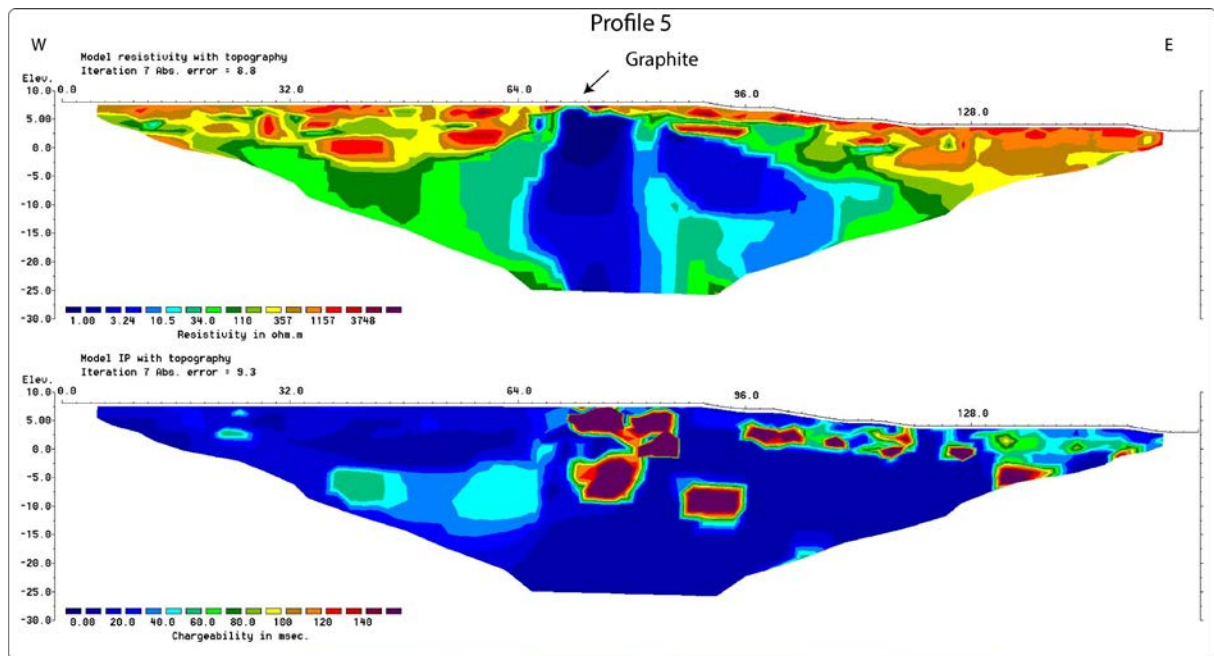 Profile 5
W
E
Model resistivity with topography
Iteration 7 Abs. error = 8.8
Graphite
Elev.
0.0 32.0 64.0 96.0 128.0
10.0
5.00
0.0
-5.00
-10.0
-15.0
-20.0
-25.0
-30.0
1.00 3.24 10.5 34.0 110 357 1157 3748
Resistivity in ohm.m
Model IP with topography
Iteration 7 Abs. error = 9.3
Elev.
0.0 32.0 64.0 96.0 128.0
10.0
5.00
0.0
-5.00
-10.0
-15.0
-20.0
-25.0
-30.0
0.00 20.0 40.0 60.0 80.0 100 120 140
Chargeability in msec.